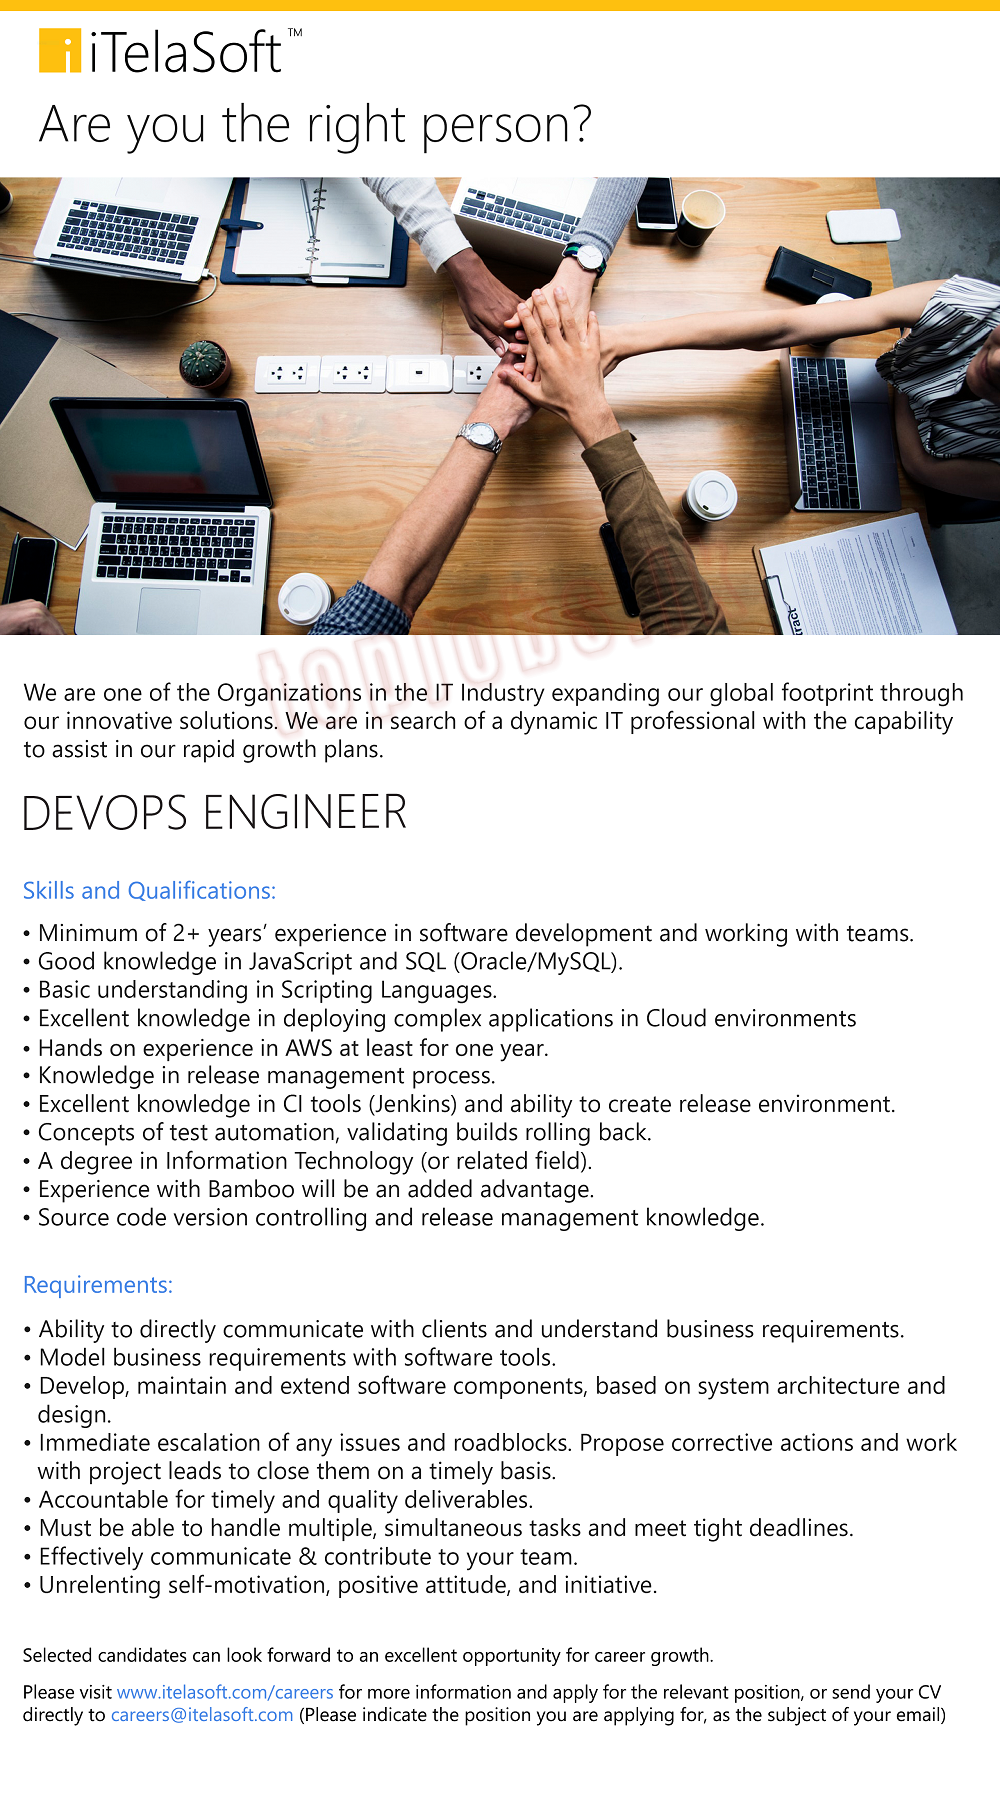 iTelaSoft™
Are you the right person?
We are one of the Organizations in the IT Industry expanding our global footprint through
our innovative solutions. We are in search of a dynamic IT professional with the capability
to assist in our rapid growth plans.
DEVOPS ENGINEER
Skills and Qualifications:
• Minimum of 2+ years’ experience in software development and working with teams.
• Good knowledge in JavaScript and SQL (Oracle/MySQL).
• Basic understanding in Scripting Languages.
• Excellent knowledge in deploying complex applications in Cloud environments
• Hands on experience in AWS at least for one year.
• Knowledge in release management process.
• Excellent knowledge in CI tools (Jenkins) and ability to create release environment.
• Concepts of test automation, validating builds rolling back.
• A degree in Information Technology (or related field).
• Experience with Bamboo will be an added advantage.
• Source code version controlling and release management knowledge.
Requirements:
• Ability to directly communicate with clients and understand business requirements.
• Model business requirements with software tools.
• Develop, maintain and extend software components, based on system architecture and
design.
• Immediate escalation of any issues and roadblocks. Propose corrective actions and work
with project leads to close them on a timely basis.
• Accountable for timely and quality deliverables.
• Must be able to handle multiple, simultaneous tasks and meet tight deadlines.
• Effectively communicate & contribute to your team.
• Unrelenting self-motivation, positive attitude, and initiative.
Selected candidates can look forward to an excellent opportunity for career growth.
Please visit www.itelasoft.com/careers for more information and apply for the relevant position, or send your CV
directly to careers@itelasoft.com (Please indicate the position you are applying for, as the subject of your email)